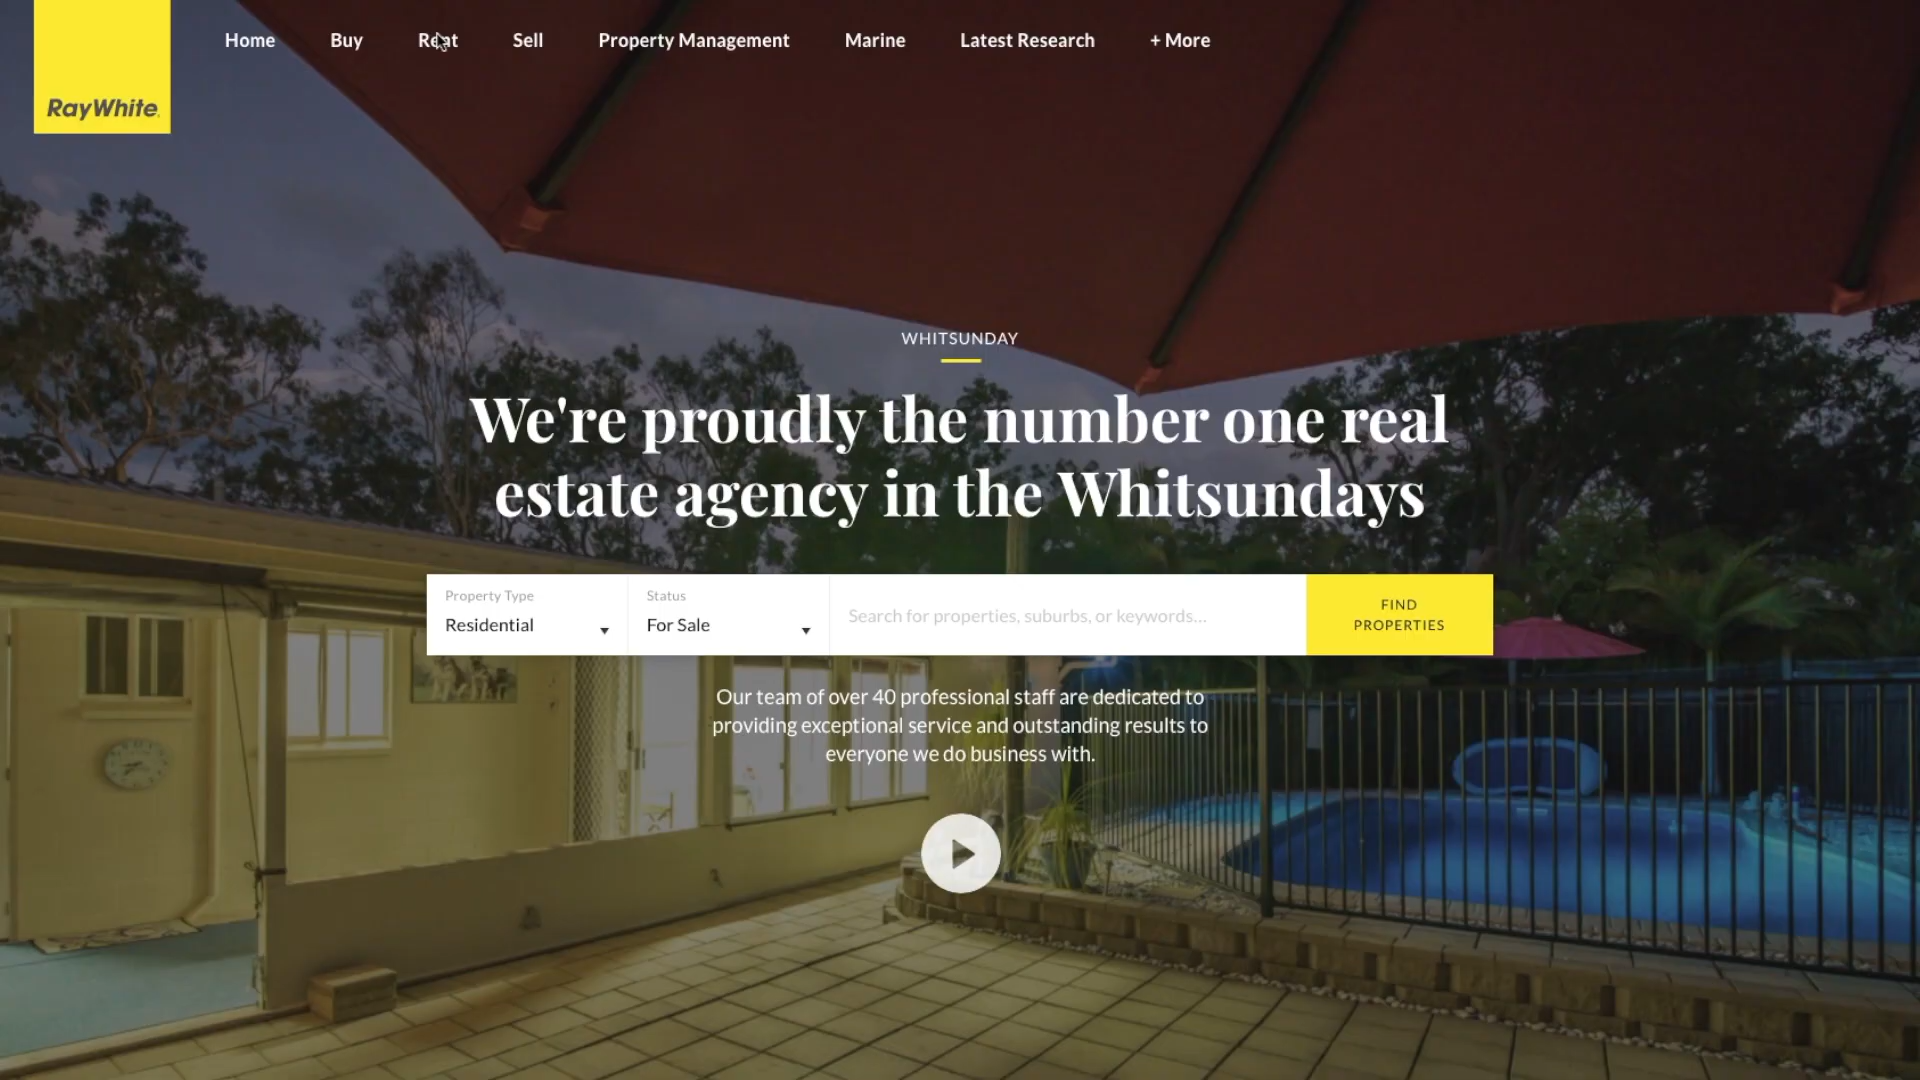 RayWhite.
Home Buy Rent Sell Property Management Marine Latest Research + More
WHITSUNDAY
We're proudly the number one real
estate agency in the Whitsundays
Property Type
Residential
Status
For Sale
Search for properties, suburbs, or keywords...
FIND
PROPERTIES
Our team of over 40 professional staff are dedicated to
providing exceptional service and outstanding results to
everyone we do business with.